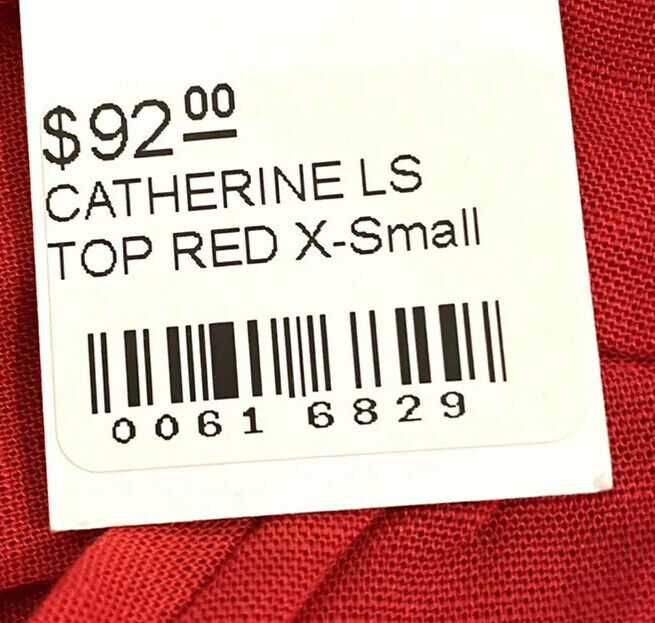 $92.00
CATHERINE LS
TOP RED X-Small
0061 6829